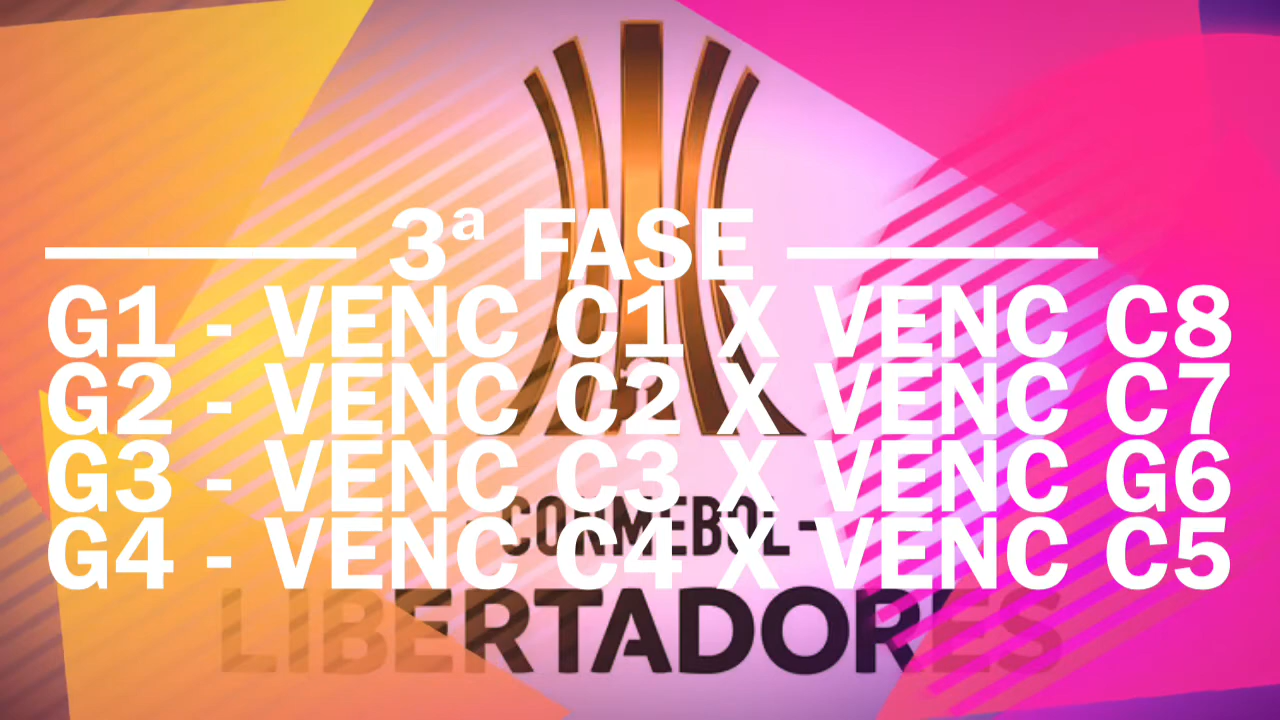 ——— 3ª FASE ———
G1 - VENC C1 X VENC C8
G2 - VENC C2 X VENC C7
G3 - VENC C3 X VENC G6
G4 - VENC C4 X VENC C5
-CONMEBOL-
LIBERTADORES